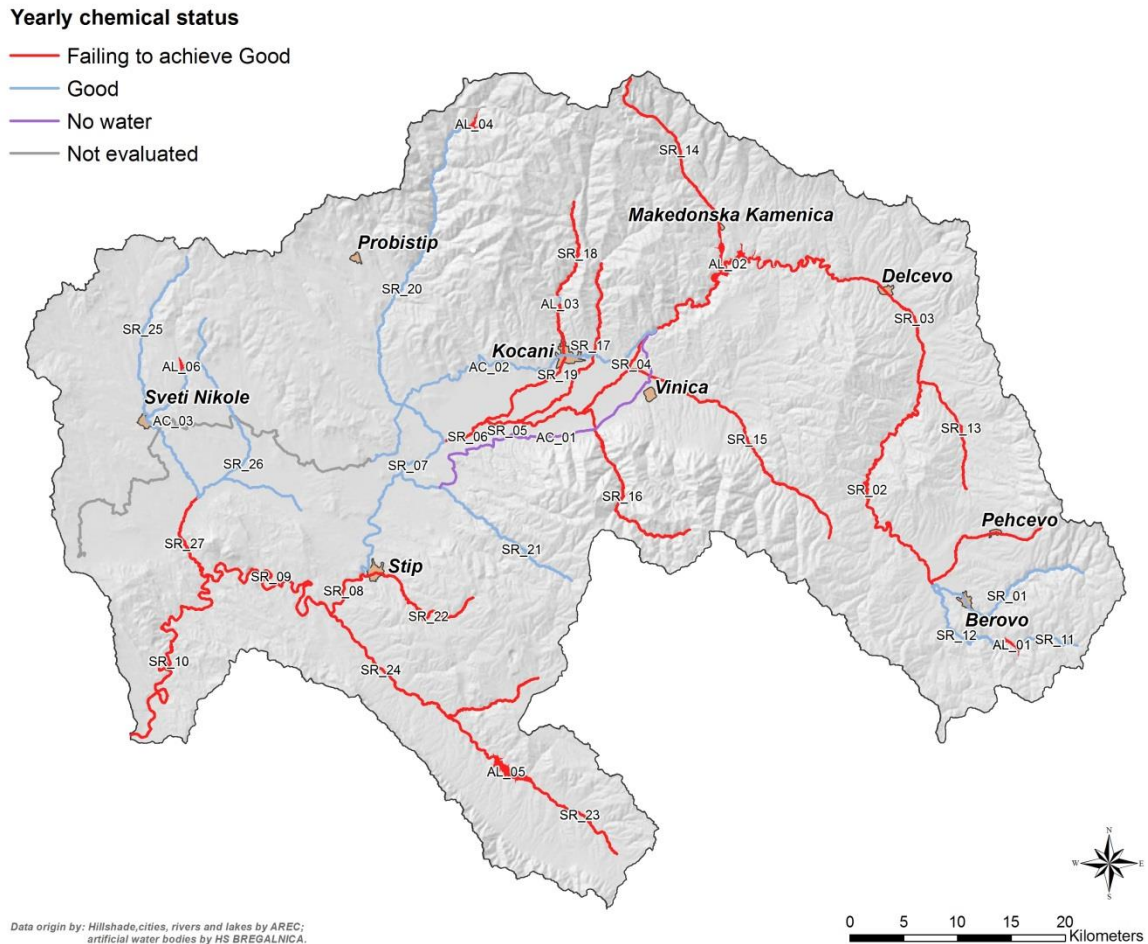 Yearly chemical status
Failing to achieve Good
Good
No water
Not evaluated
AL_04
SR_14
Makedonska Kamenica
Probistip
SR_18
AL_02
SR_20
Delcevo
AL_03
SR_03
SR_25
Kocani
SR_17
AC_02
SR_04
AL_06
SR_19
Vinica
Sveti Nikole
AC_03
SR_06
SR_05
AC_01
SR_15
SR_13
SR_26
SR_07
SR_02
SR_16
Pehcevo
SR_27
SR_21
Stip
SR_09
SR_08
SR_22
SR_01
Berovo
SR_12
AL_01
SR_11
SR_10
SR_24
AL_05
SR_23
N
W
E
S
0 5 10 15 20
Kilometers
Data origin by: Hillshade,cities, rivers and lakes by AREC;
artificial water bodies by HS BREGALNICA.